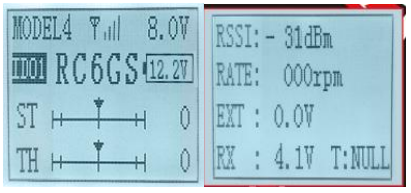 MODEL4 8.0V
RC6GS 12.2V
ST 0
TH 0
RSSI:- 31dBm
RATE: 000rpm
EXT : 0.0V
RX : 4.1V T:NULL